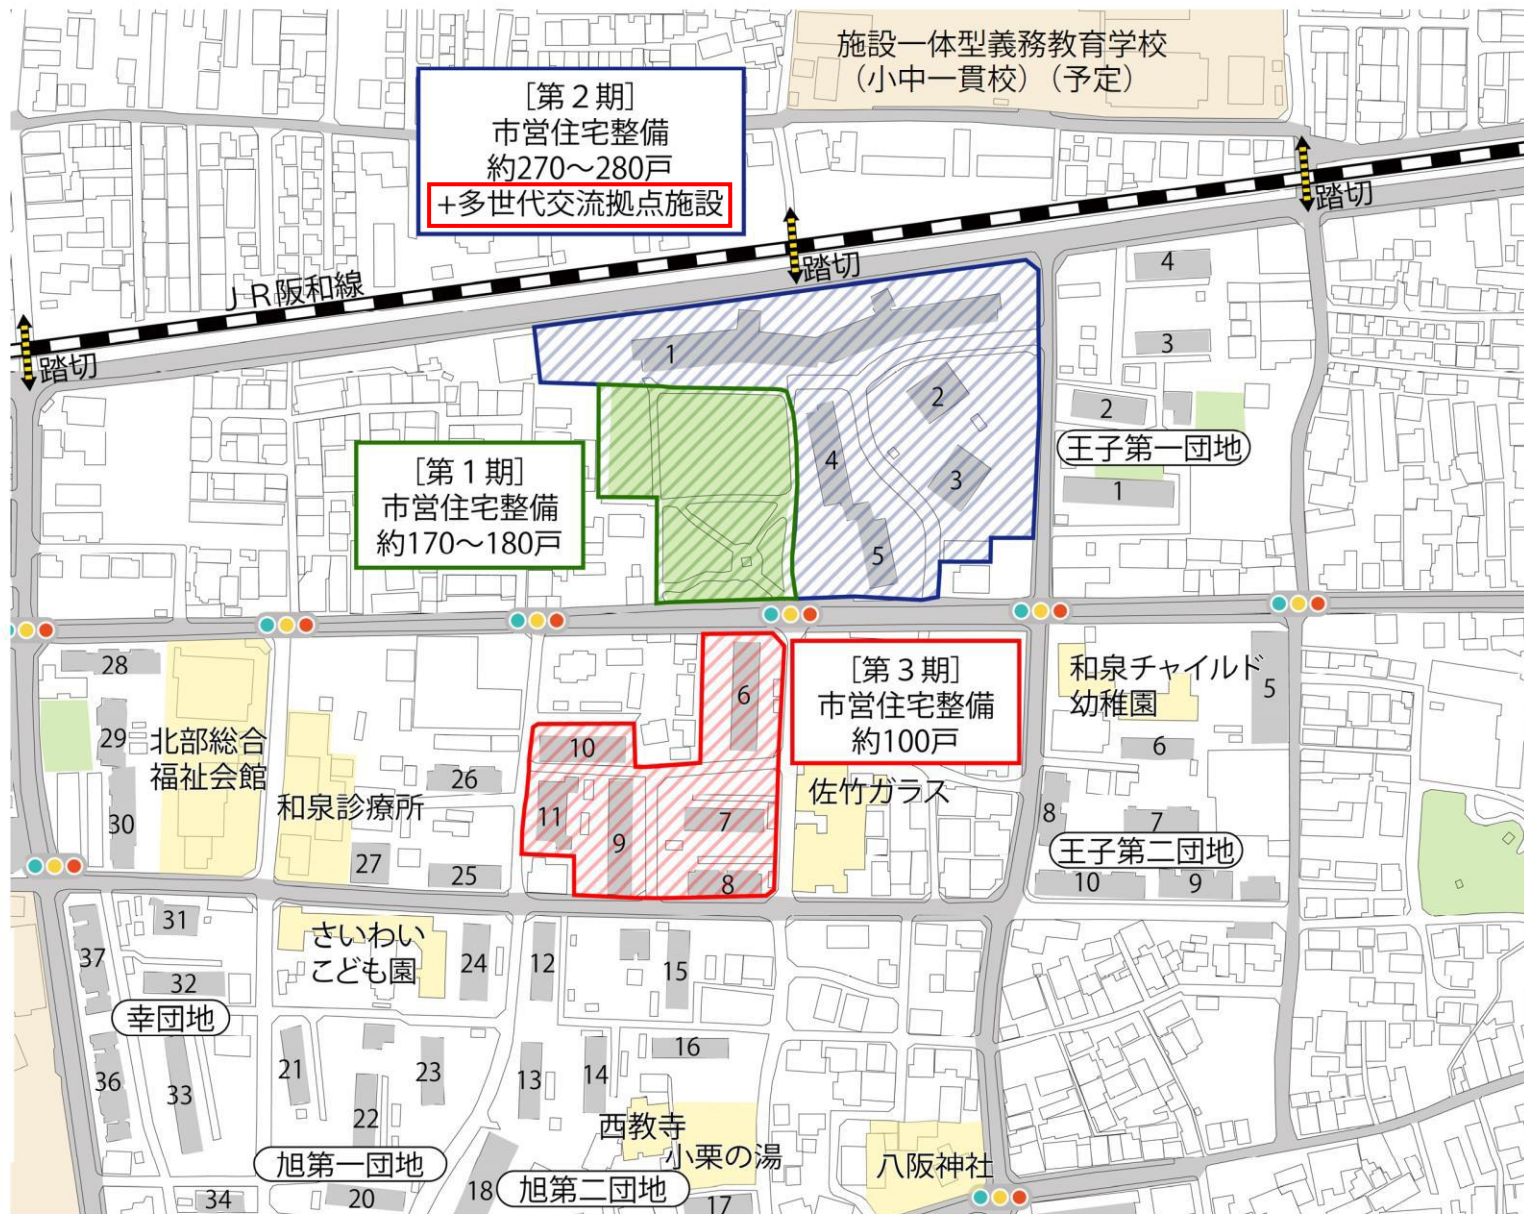 施設一体型義務教育学校
（小中一貫校）（予定）
［第２期］
市営住宅整備
約270～280戸
+多世代交流拠点施設
踏切
ＪＲ阪和線
踏切
踏切
4
3
2
王子第一団地
1
1
2
3
4
5
［第１期］
市営住宅整備
約170～180戸
［第３期］
市営住宅整備
約100戸
6
10
11
9
7
8
28
29
30
北部総合
福祉会館
和泉診療所
26
27
25
佐竹ガラス
和泉チャイルド
幼稚園
5
6
8
7
王子第二団地
10
9
31
37
32
幸団地
36
33
さいわい
こども園
24
12
15
21
22
23
13
14
16
西教寺
小栗の湯
八阪神社
旭第一団地
34
20
18
旭第二団地
17